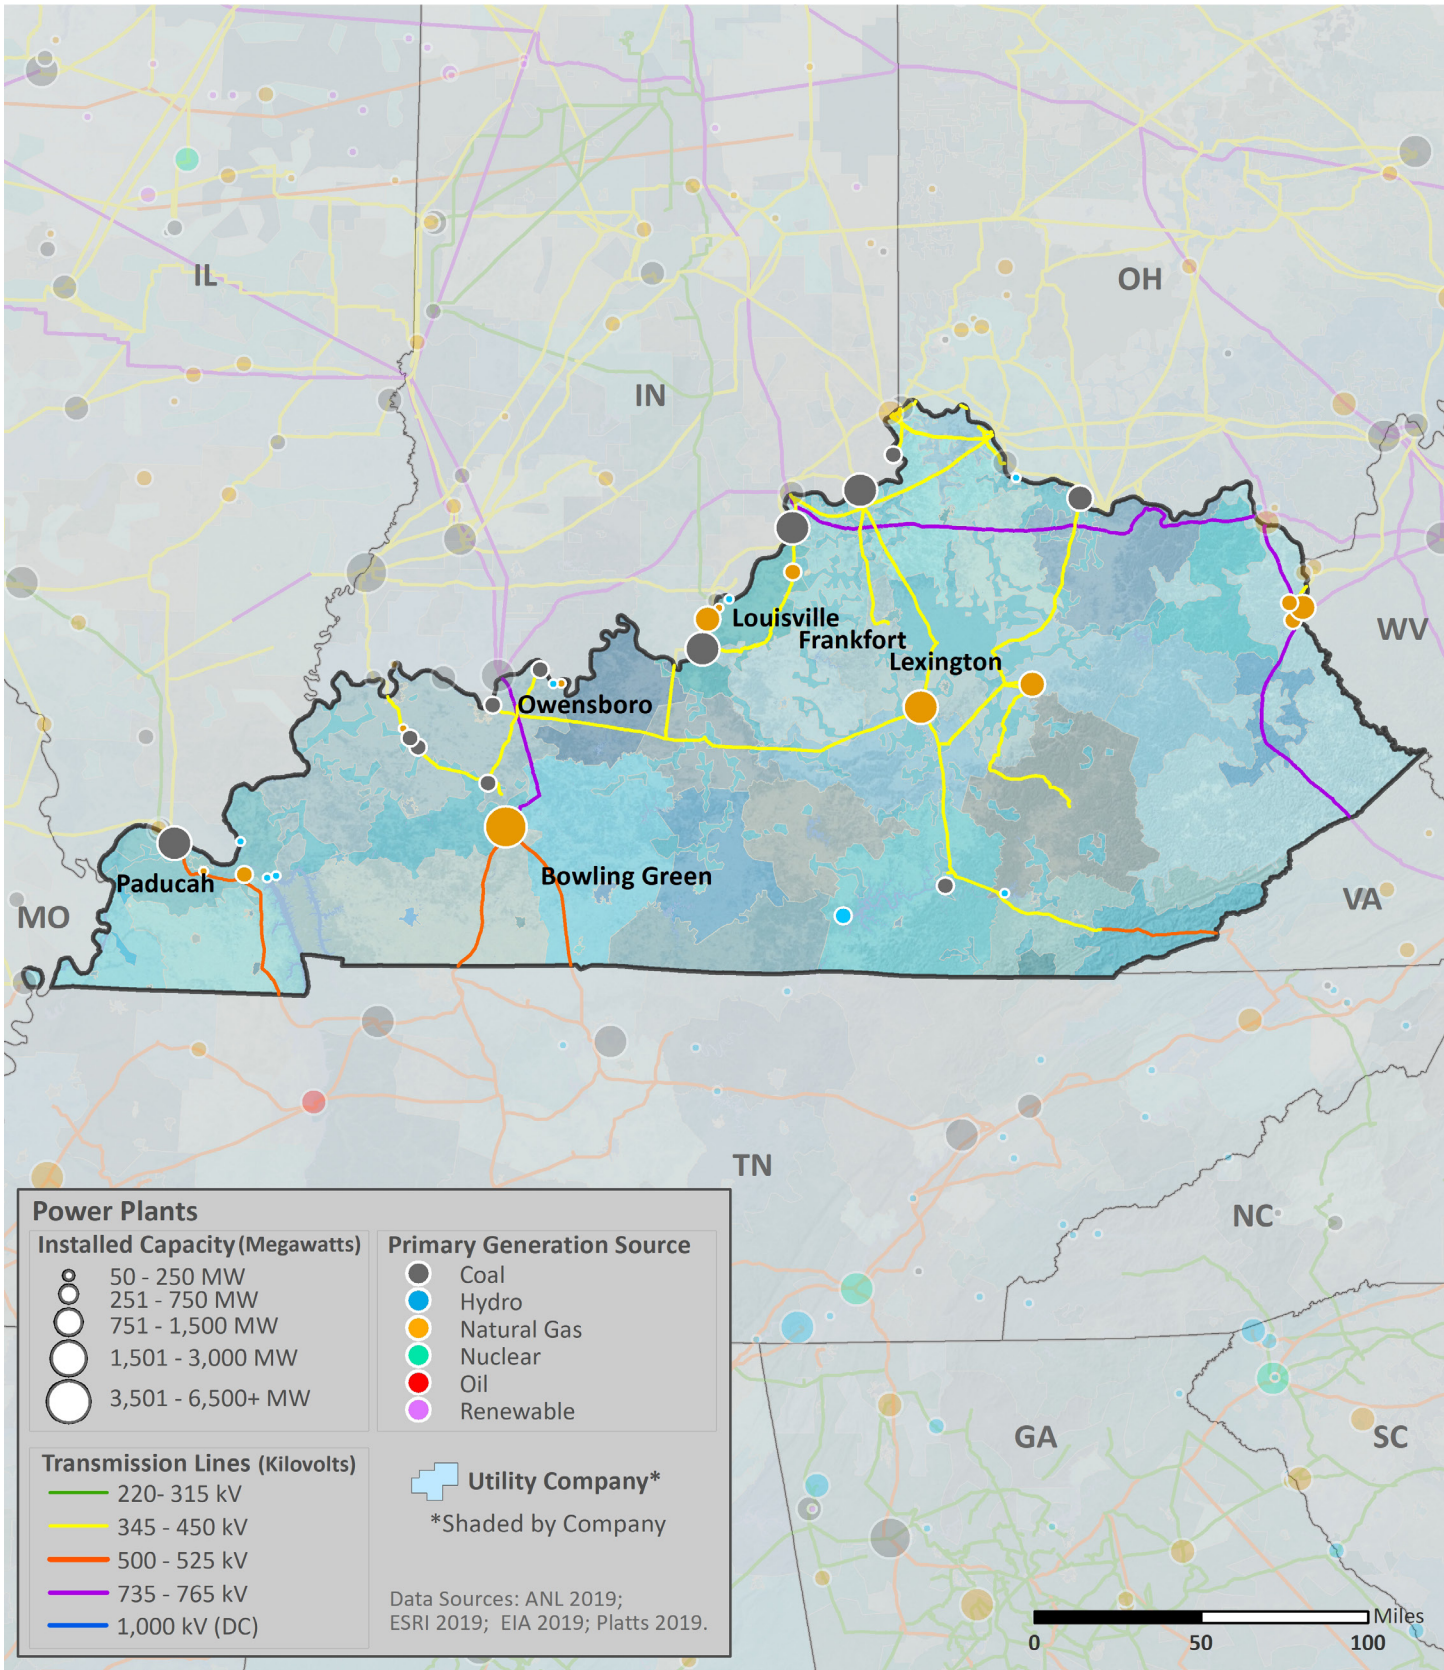 IL
OH
IN
Louisville
WV
Frankfort
Lexington
Owensboro
Bowling Green
Paducah
VA
MO
TN
NC
GA
SC
Power Plants
Installed Capacity (Megawatts)
50 - 250 MW
251 - 750 MW
751 - 1,500 MW
1,501 - 3,000 MW
3,501 - 6,500+ MW
Primary Generation Source
Coal
Hydro
Natural Gas
Nuclear
Oil
Renewable
Transmission Lines (Kilovolts)
220- 315 kV
345 - 450 kV
500 - 525 kV
735 - 765 kV
1,000 kV (DC)
Utility Company*
*Shaded by Company
Data Sources: ANL 2019;
ESRI 2019; EIA 2019; Platts 2019.
Miles
0 50 100